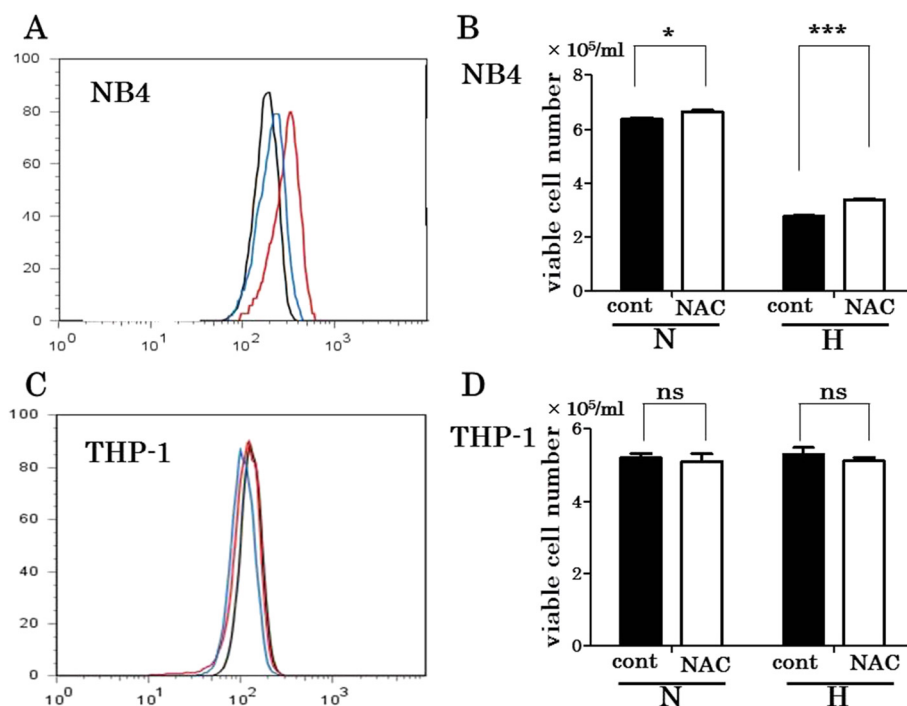 A
100
80
60
40
20
0
NB4
10⁰ 10¹ 10² 10³
B
NB4
× 10⁵/ml
* ***
viable cell number
8
6
4
2
0
cont NAC cont NAC
N H
C
100
80
60
40
20
0
THP-1
10⁰ 10¹ 10² 10³
D
THP-1
× 10⁵/ml
ns ns
viable cell number
6
4
2
0
cont NAC cont NAC
N H